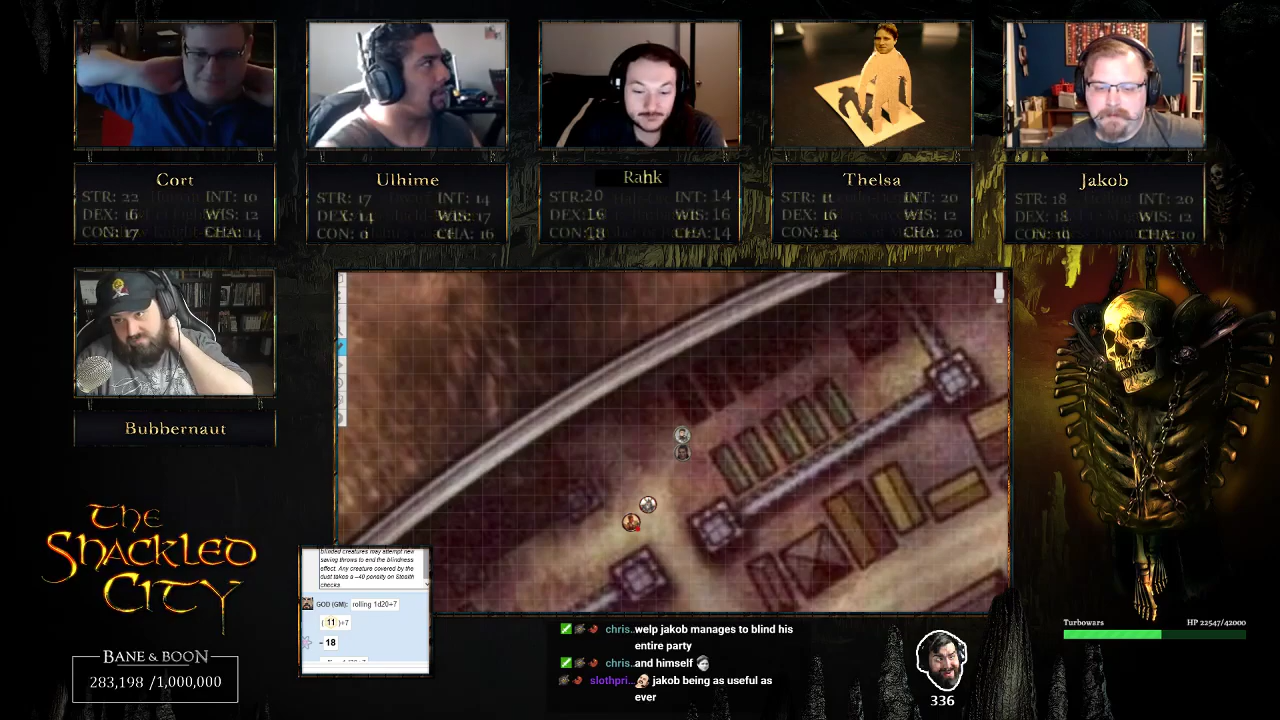 Cort
STR: 22 INT: 10
DEX: 16 WIS: 12
CON: 17 CHA: 14
Ulhime
STR: 17 INT: 14
DEX: 14 WIS: 17
CON: CHA: 16
Rahk
STR:20 INT: 14
DEX:16 WIS: 16
CON:18 CHA:14
Thelsa
STR: 11 INT: 20
DEX: 16 WIS: 12
CON: 14 CHA: 20
Jakob
STR: 18 INT: 20
DEX: 18 WIS: 12
CON: CHA: 10
Bubbernaut
THE
SHACKLED
CITY
BANE & BOON
283,198 /1,000,000
blinded creatures may attempt new
saving throws to end the blindness
effect. Any creature covered by the
dust takes a –40 penalty on Stealth
checks
GOD (GM): rolling 1d20+7
(11)+7
18
chris..welp jakob manages to blind his
entire party
chris..and himself
slothpri... jakob being as useful as
ever
336
Turbowars HP 22547/42000